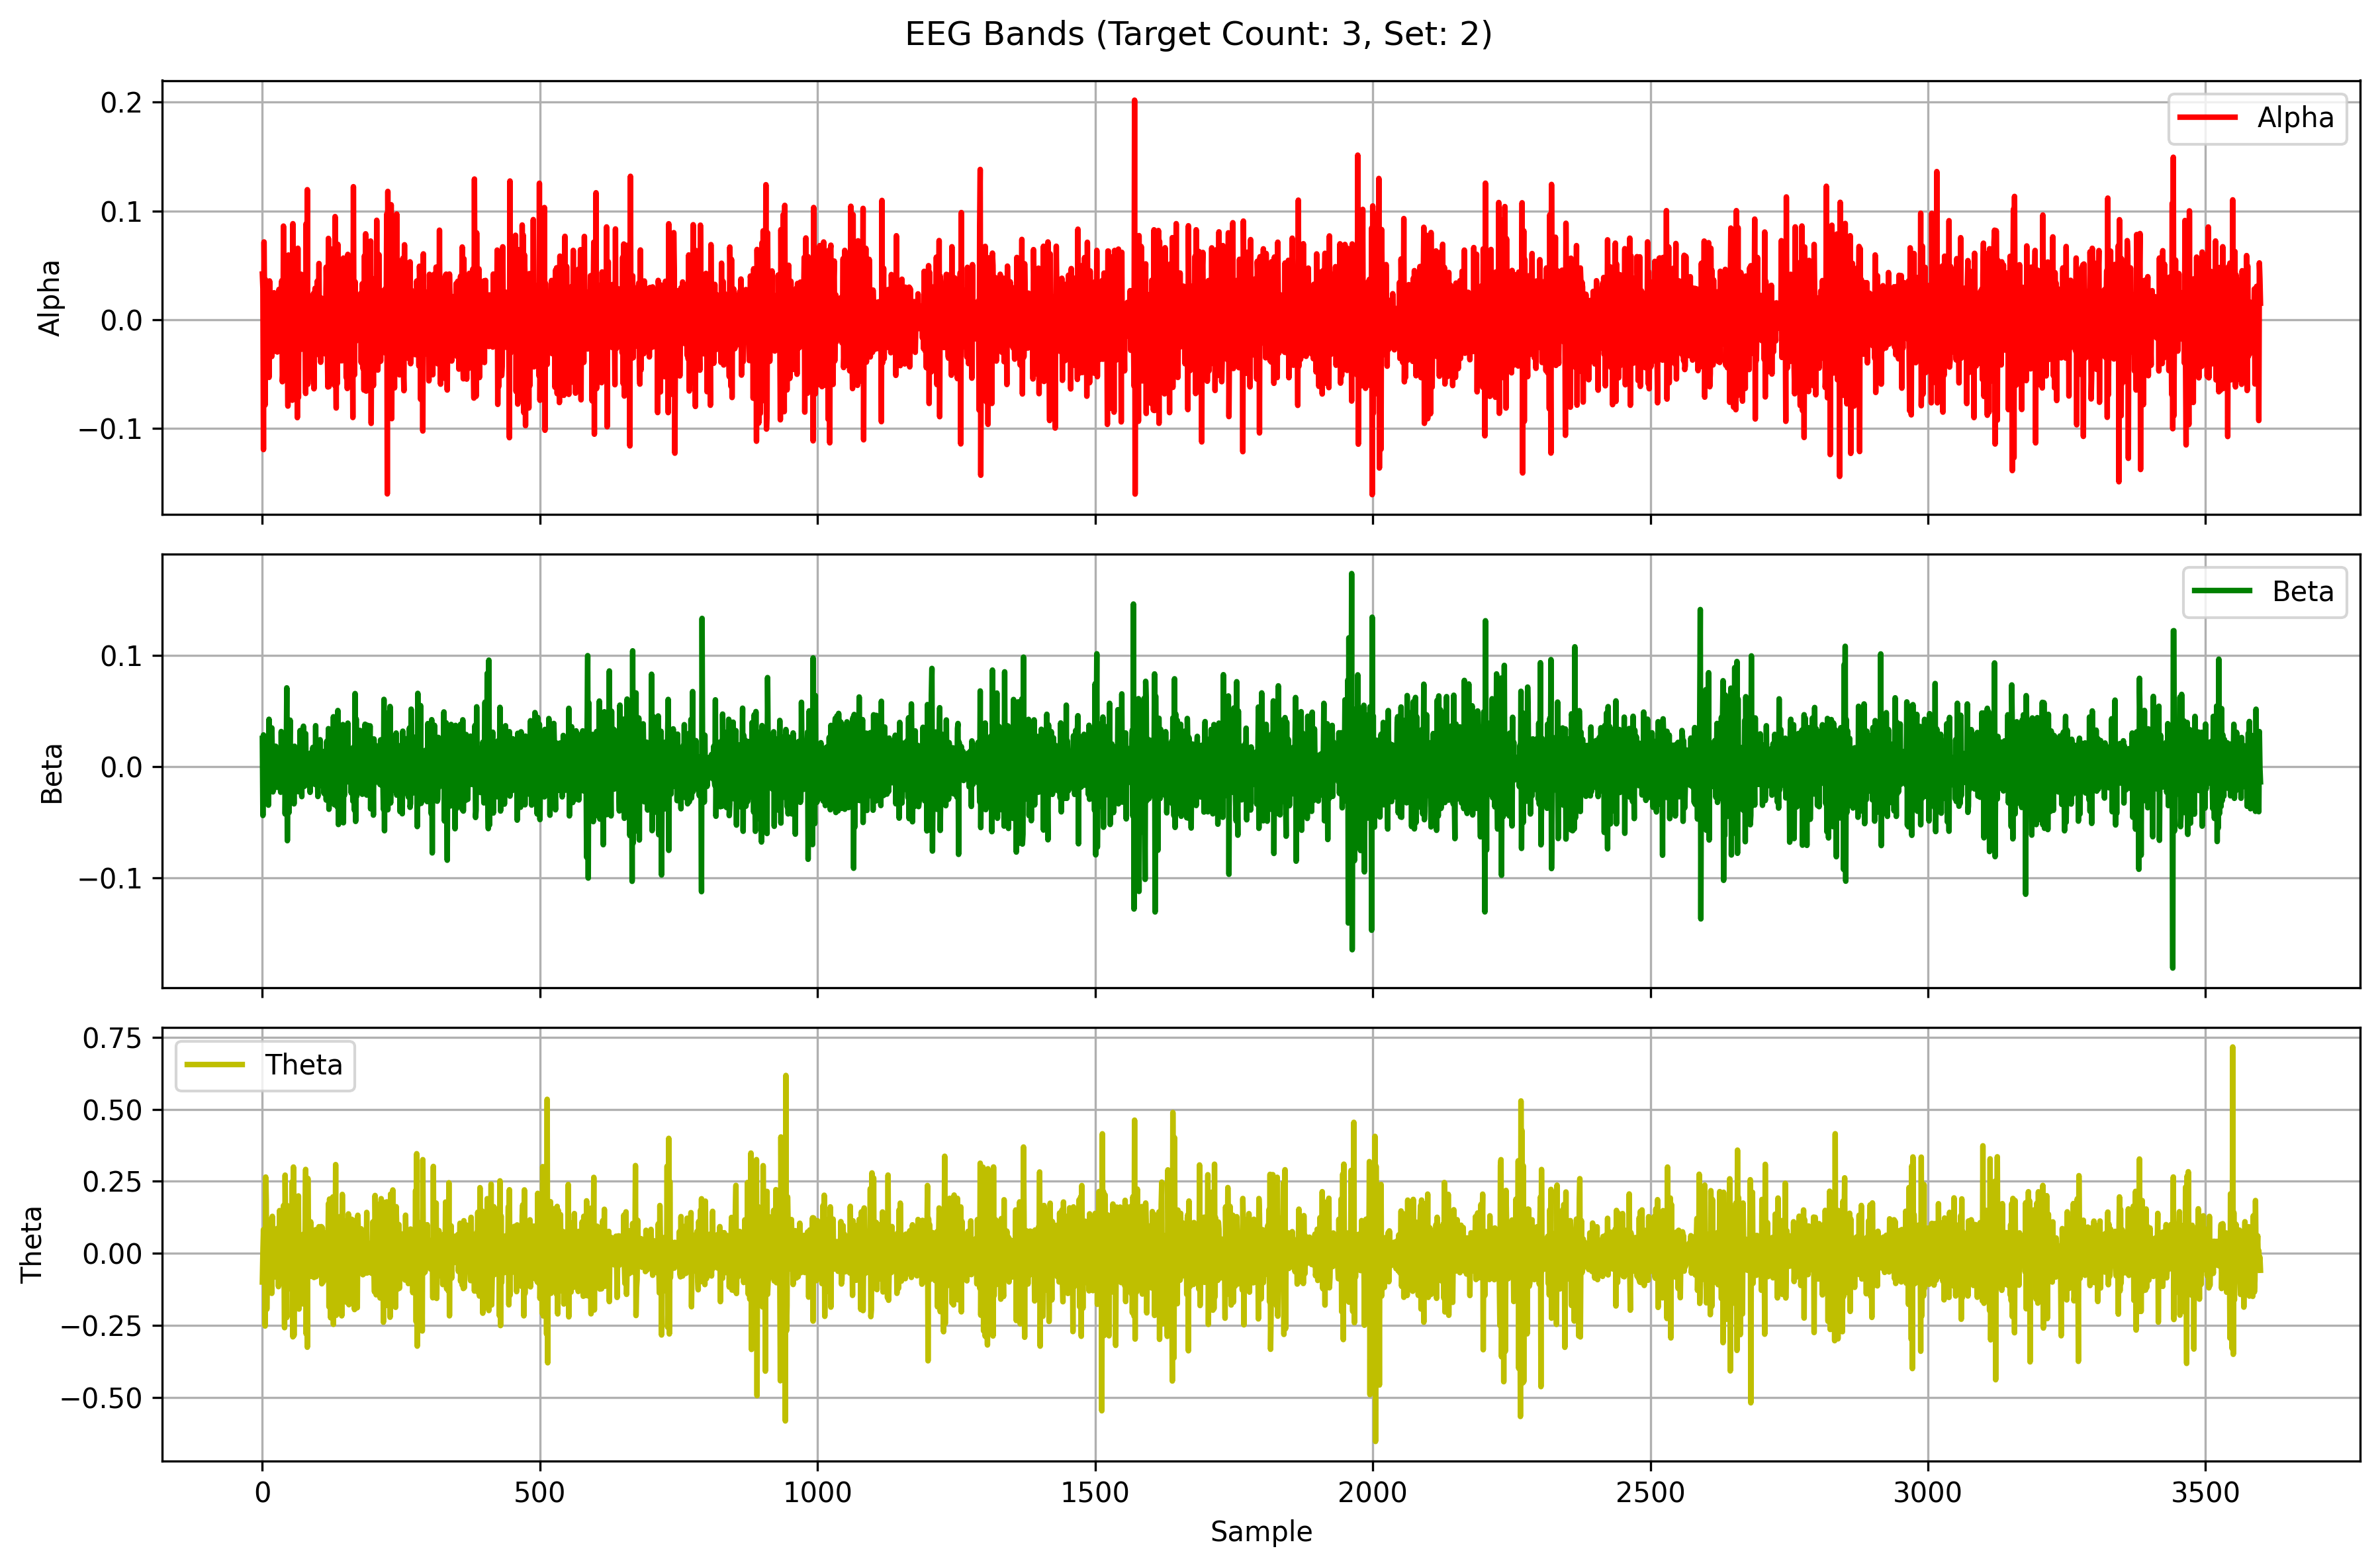 EEG Bands (Target Count: 3, Set: 2)
Alpha
0.2
0.1
0.0
−0.1
Alpha
Beta
0.1
0.0
−0.1
Beta
Theta
0.75
0.50
0.25
0.00
−0.25
−0.50
Theta
0 500 1000 1500 2000 2500 3000 3500
Sample